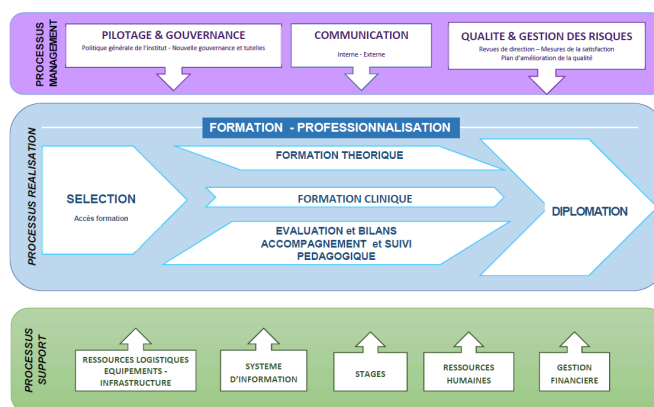 PROCESSUS
MANAGEMENT
PILOTAGE & GOUVERNANCE
Politique générale de l'institut - Nouvelle gouvernance et tutelles
COMMUNICATION
Interne - Externe
QUALITE & GESTION DES RISQUES
Revues de direction – Mesures de la satisfaction
Plan d'amélioration de la qualité
PROCESSUS REALISATION
FORMATION - PROFESSIONNALISATION
SELECTION
Accès formation
FORMATION THEORIQUE
FORMATION CLINIQUE
EVALUATION et BILANS
ACCOMPAGNEMENT et SUIVI
PEDAGOGIQUE
DIPLOMATION
PROCESSUS
SUPPORT
RESSOURCES LOGISTIQUES
EQUIPEMENTS -
INFRASTRUCTURE
SYSTEME
D'INFORMATION
STAGES
RESSOURCES
HUMAINES
GESTION
FINANCIERE